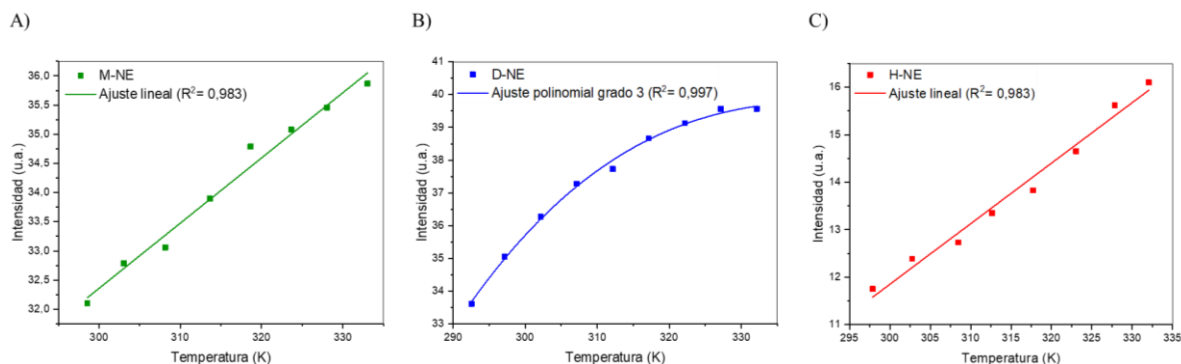 A)
B)
C)
M-NE
Ajuste lineal (R²= 0,983)
36,0
35,5
35,0
34,5
34,0
33,5
33,0
32,5
32,0
Intensidad (u.a.)
300
310
320
330
Temperatura (K)
D-NE
Ajuste polinomial grado 3 (R²= 0,997)
41
40
39
38
37
36
35
34
33
Intensidad (u.a.)
290
300
310
320
330
Temperatura (K)
H-NE
Ajuste lineal (R²= 0,983)
16
15
14
13
12
11
Intensidad (u.a.)
295
300
305
310
315
320
325
330
335
Temperatura (K)